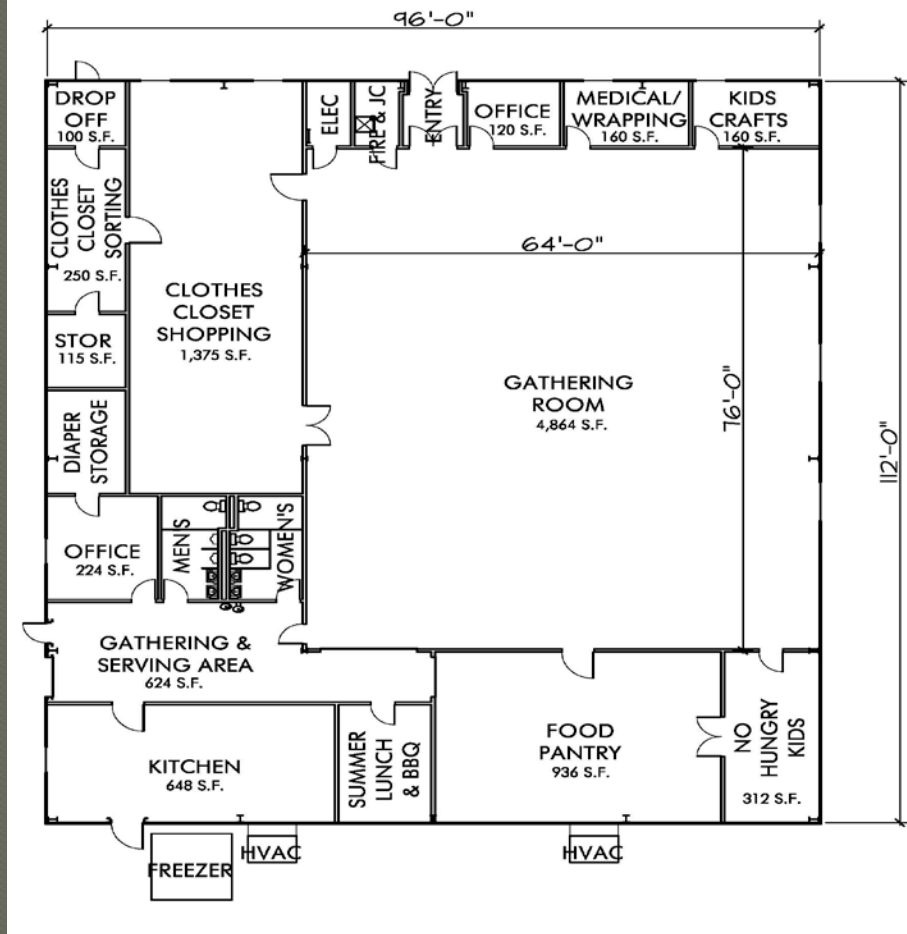 96'-0"
DROP
OFF
100 S.F.
ELEC
FIRE & JC
ENTRY
OFFICE
120 S.F.
MEDICAL/
WRAPPING
160 S.F.
KIDS
CRAFTS
160 S.F.
CLOTHES
CLOSET
SORTING
250 S.F.
64'-0"
CLOTHES
CLOSET
SHOPPING
1,375 S.F.
STOR
115 S.F.
GATHERING
ROOM
4,864 S.F.
76'-0"
112'-0"
DIAPER
STORAGE
OFFICE
224 S.F.
MEN'S
WOMEN'S
GATHERING &
SERVING AREA
624 S.F.
KITCHEN
648 S.F.
SUMMER
LUNCH
& BBQ
FOOD
PANTRY
936 S.F.
NO
HUNGRY
KIDS
312 S.F.
FREEZER
HVAC
HVAC